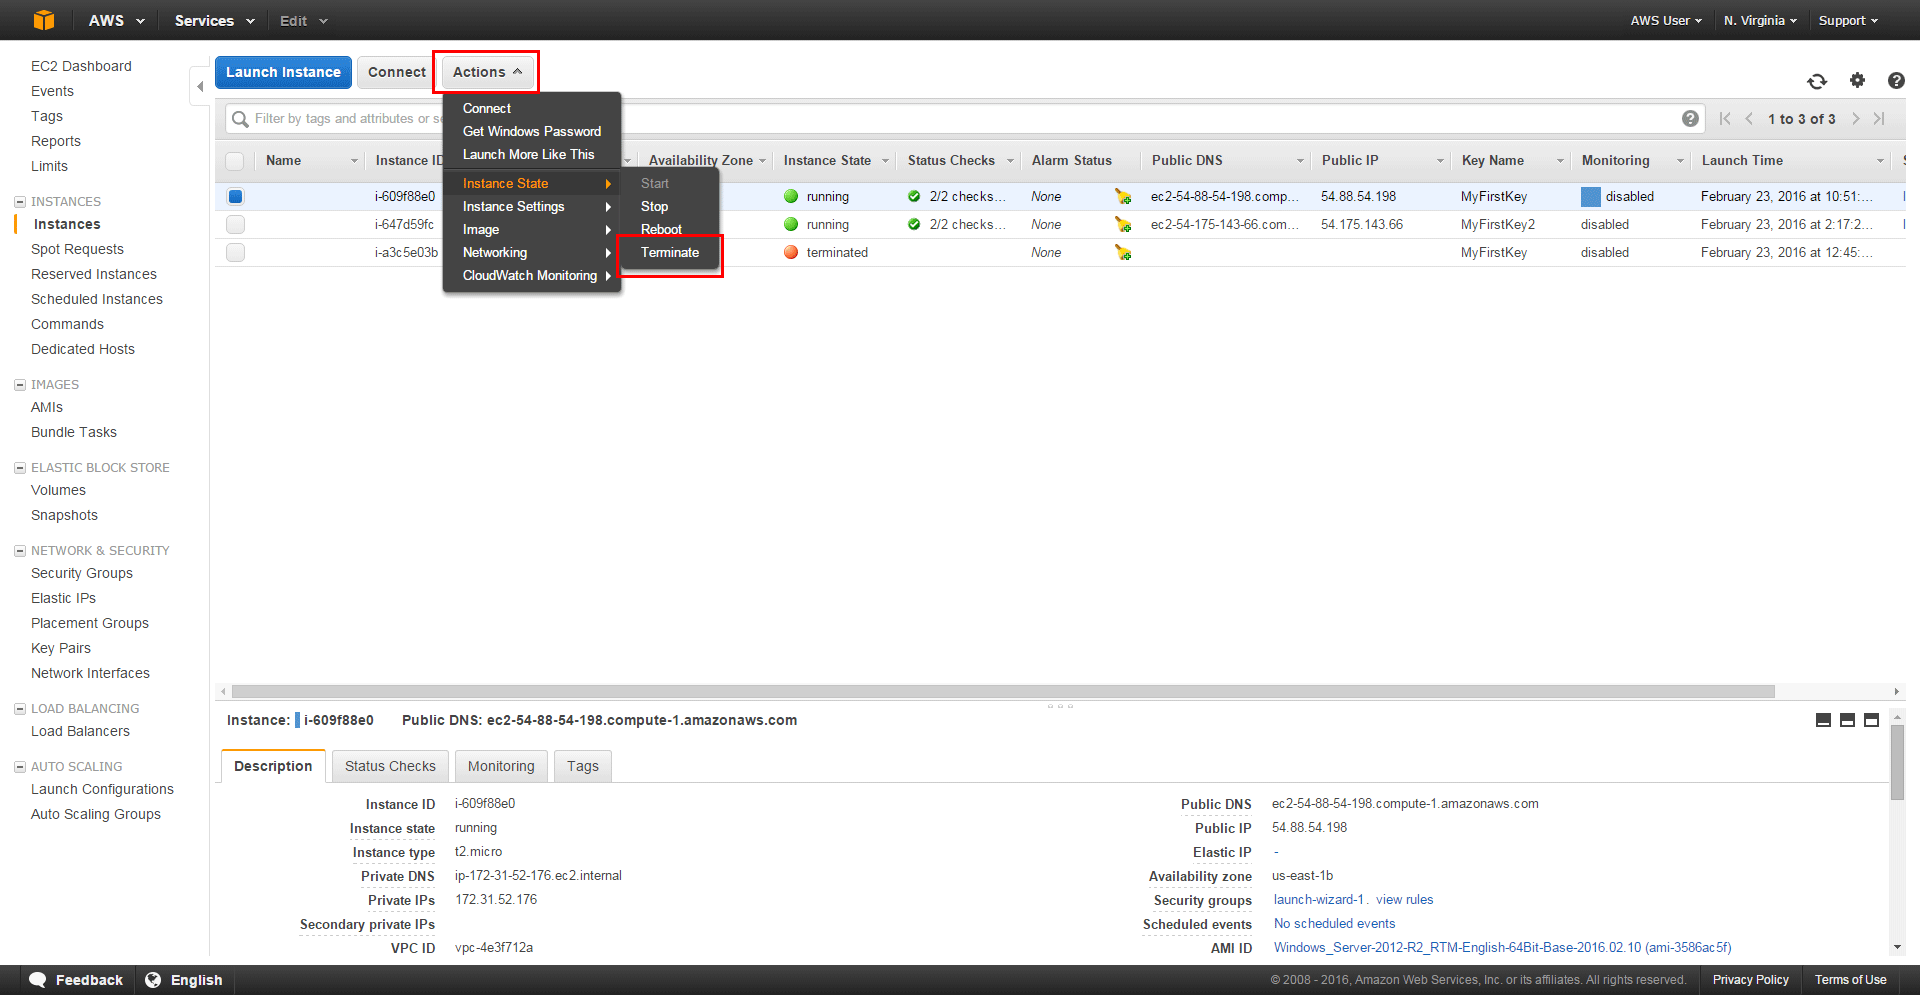 AWS Services Edit AWS User N. Virginia Support
EC2 Dashboard
Events
Tags
Reports
Limits
INSTANCES
Instances
Spot Requests
Reserved Instances
Scheduled Instances
Commands
Dedicated Hosts
IMAGES
AMIs
Bundle Tasks
ELASTIC BLOCK STORE
Volumes
Snapshots
NETWORK & SECURITY
Security Groups
Elastic IPs
Placement Groups
Key Pairs
Network Interfaces
LOAD BALANCING
Load Balancers
AUTO SCALING
Launch Configurations
Auto Scaling Groups
Launch Instance Connect Actions
Filter by tags and attributes or 1 to 3 of 3
Connect
Get Windows Password
Launch More Like This
Instance State
Instance Settings
Image
Networking
CloudWatch Monitoring
Start
Stop
Reboot
Terminate
Name Instance ID Availability Zone Instance State Status Checks Alarm Status Public DNS Public IP Key Name Monitoring Launch Time
i-609f88e0 running 2/2 checks... None ec2-54-88-54-198.comp... 54.88.54.198 MyFirstKey disabled February 23, 2016 at 10:51:...
i-647d59fc running 2/2 checks... None ec2-54-175-143-66.com... 54.175.143.66 MyFirstKey2 disabled February 23, 2016 at 2:17:2...
i-a3c5e03b terminated None MyFirstKey disabled February 23, 2016 at 12:45:...
Instance: i-609f88e0 Public DNS: ec2-54-88-54-198.compute-1.amazonaws.com
Description Status Checks Monitoring Tags
Instance ID i-609f88e0 Public DNS ec2-54-88-54-198.compute-1.amazonaws.com
Instance state running Public IP 54.88.54.198
Instance type t2.micro Elastic IP -
Private DNS ip-172-31-52-176.ec2.internal Availability zone us-east-1b
Private IPs 172.31.52.176 Security groups launch-wizard-1. view rules
Secondary private IPs Scheduled events No scheduled events
VPC ID vpc-4e3f712a AMI ID Windows_Server-2012-R2_RTM-English-64Bit-Base-2016.02.10 (ami-3586ac5f)
Feedback English © 2008 - 2016, Amazon Web Services, Inc. or its affiliates. All rights reserved. Privacy Policy Terms of Use